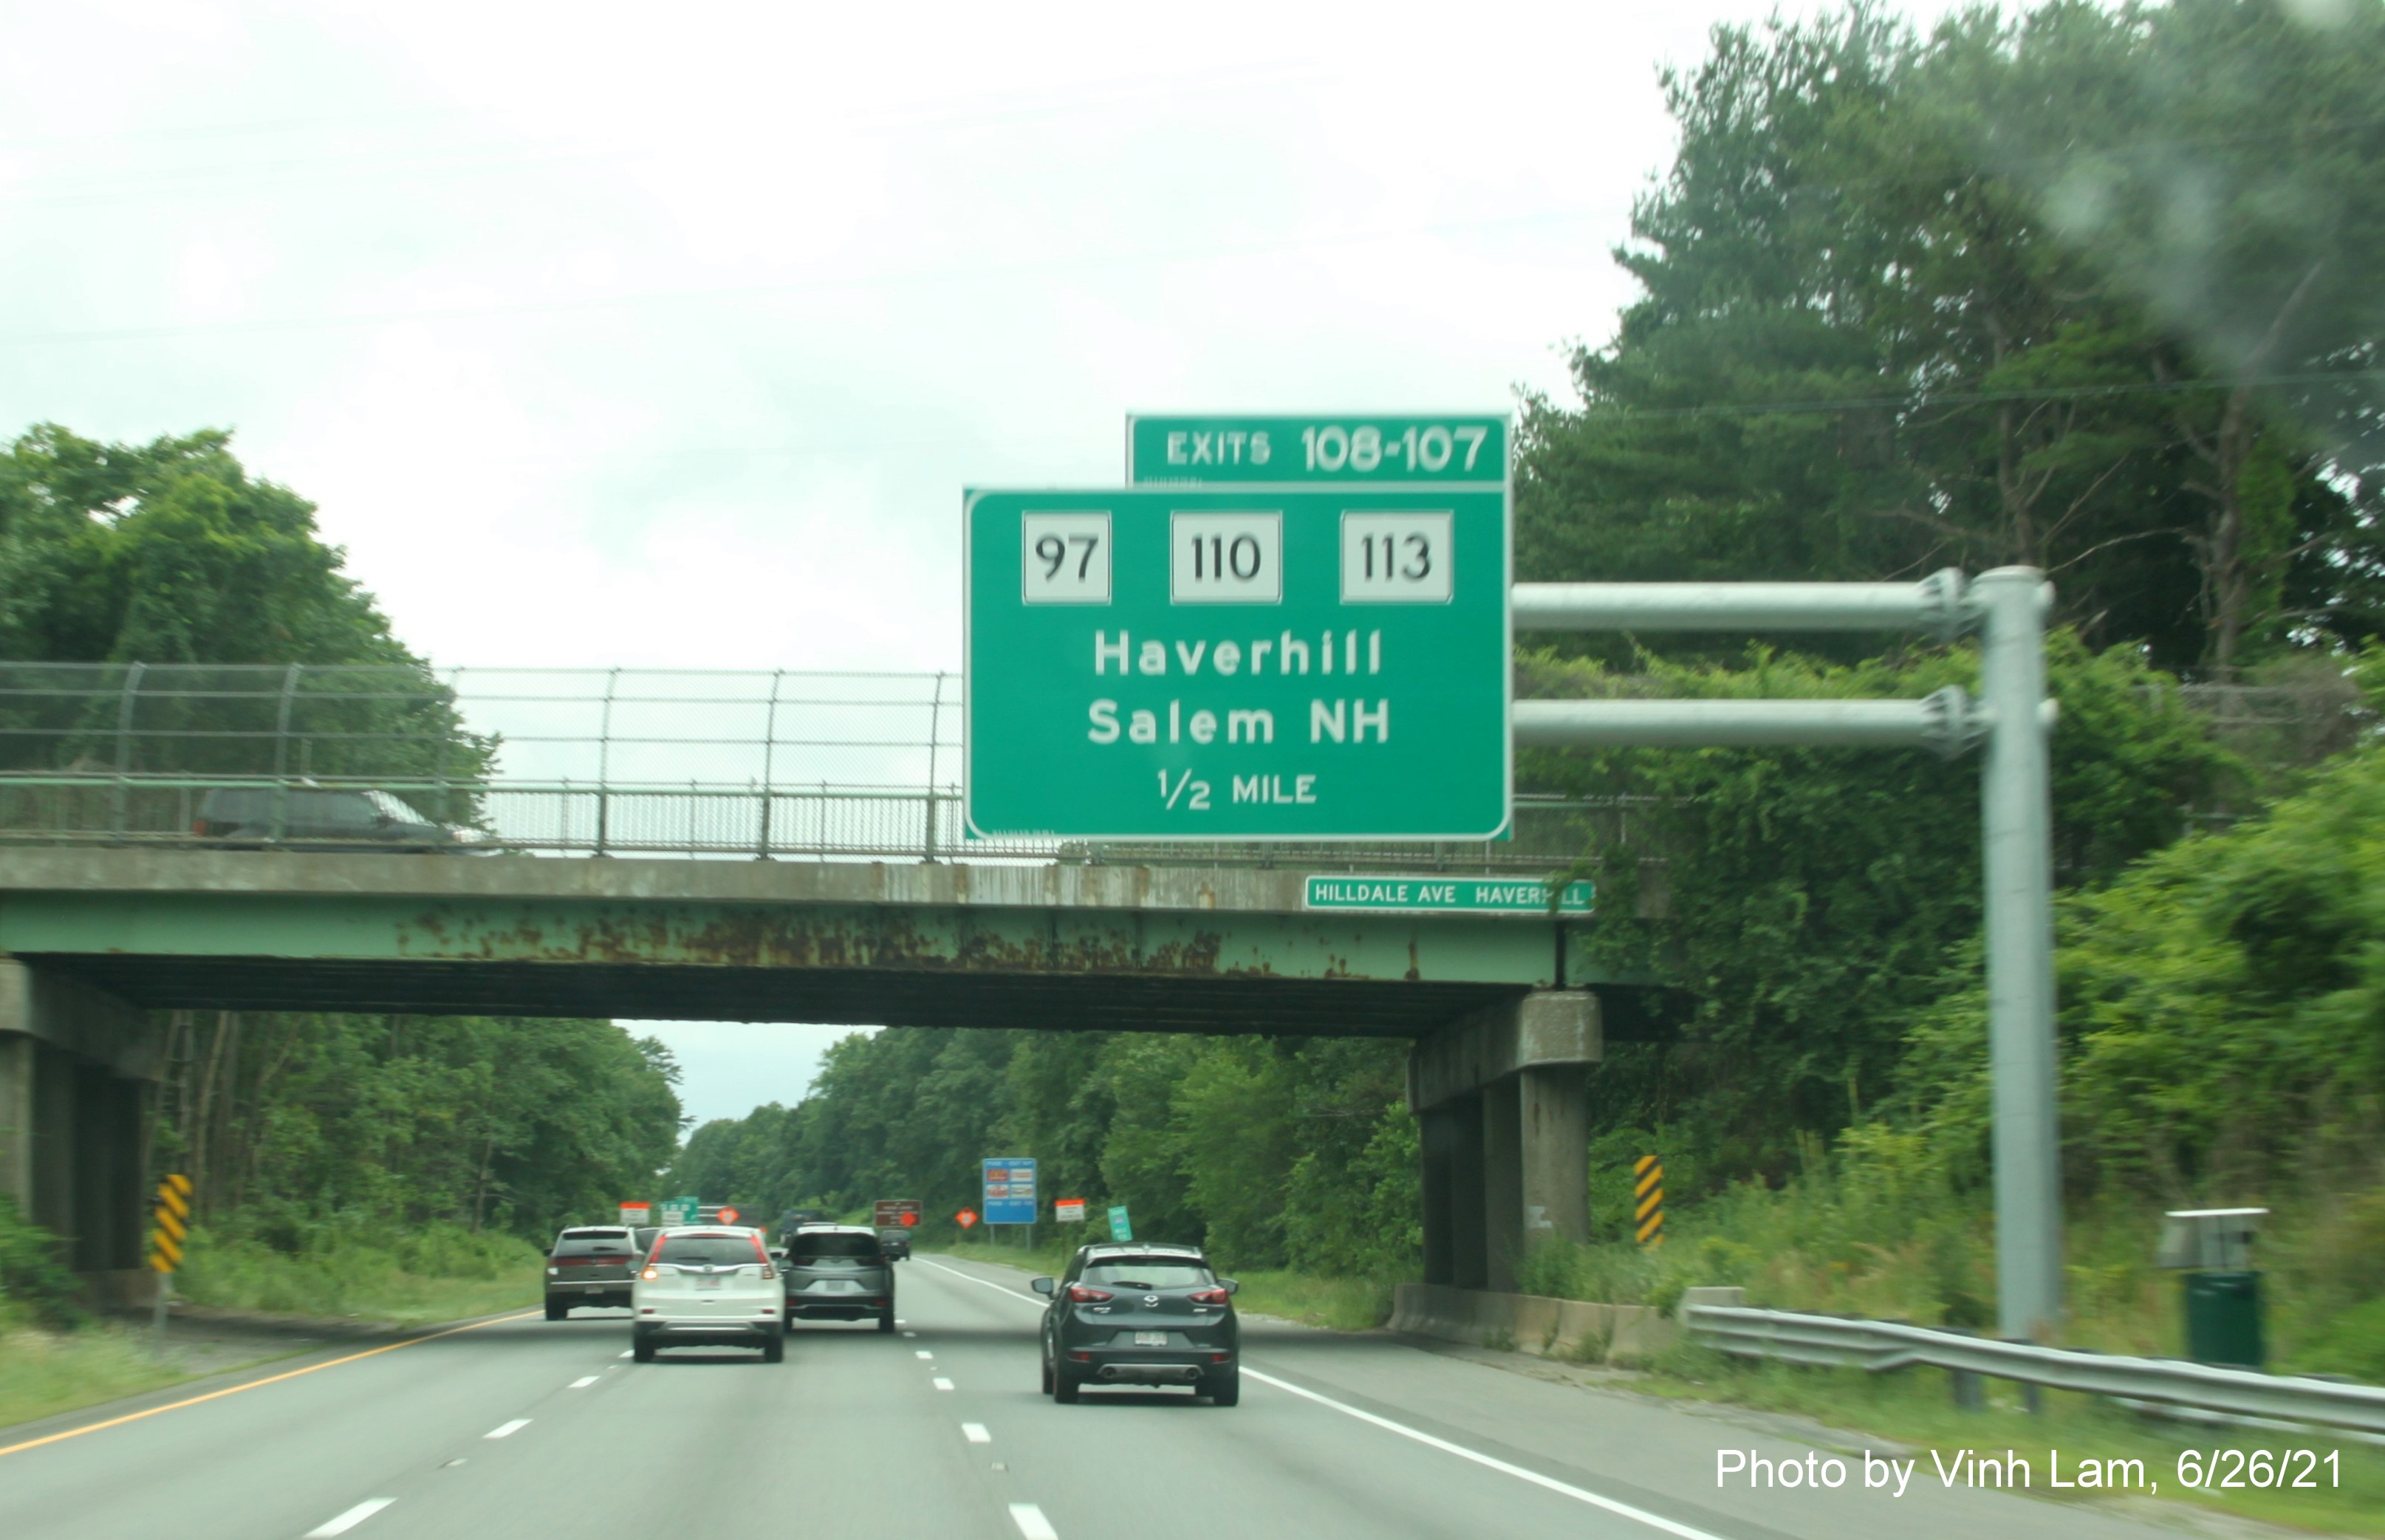 EXITS 108-107
97 110 113
Haverhill
Salem NH
1/2 MILE
HILLDALE AVE HAVERHILL
Photo by Vinh Lam, 6/26/21